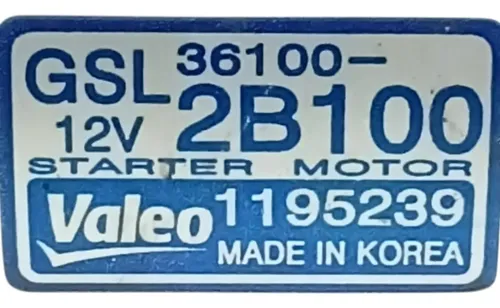 GSL 36100-
12V 2B100
STARTER MOTOR
Valeo 1195239
MADE IN KOREA